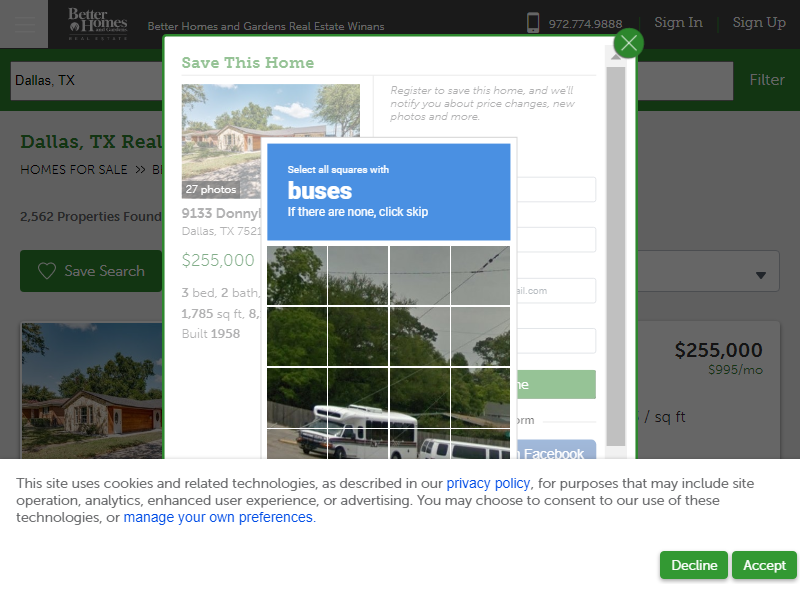 Better
Homes
and Gardens
REAL ESTATE
Better Homes and Gardens Real Estate Winans
972.774.9888
Sign In
Sign Up
Dallas, TX
Filter
Dallas, TX Real
HOMES FOR SALE >> B
2,562 Properties Found
Save Search
Save This Home
Register to save this home, and we'll
notify you about price changes, new
photos and more.
27 photos
9133 Donnyl
Dallas, TX 7521
$255,000
3 bed, 2 bath,
1,785 sq ft, 8,
Built 1958
Select all squares with
buses
If there are none, click skip
ail.com
me
orm
n Facebook
$255,000
$995/mo
/ sq ft
This site uses cookies and related technologies, as described in our privacy policy, for purposes that may include site
operation, analytics, enhanced user experience, or advertising. You may choose to consent to our use of these
technologies, or manage your own preferences.
Decline
Accept